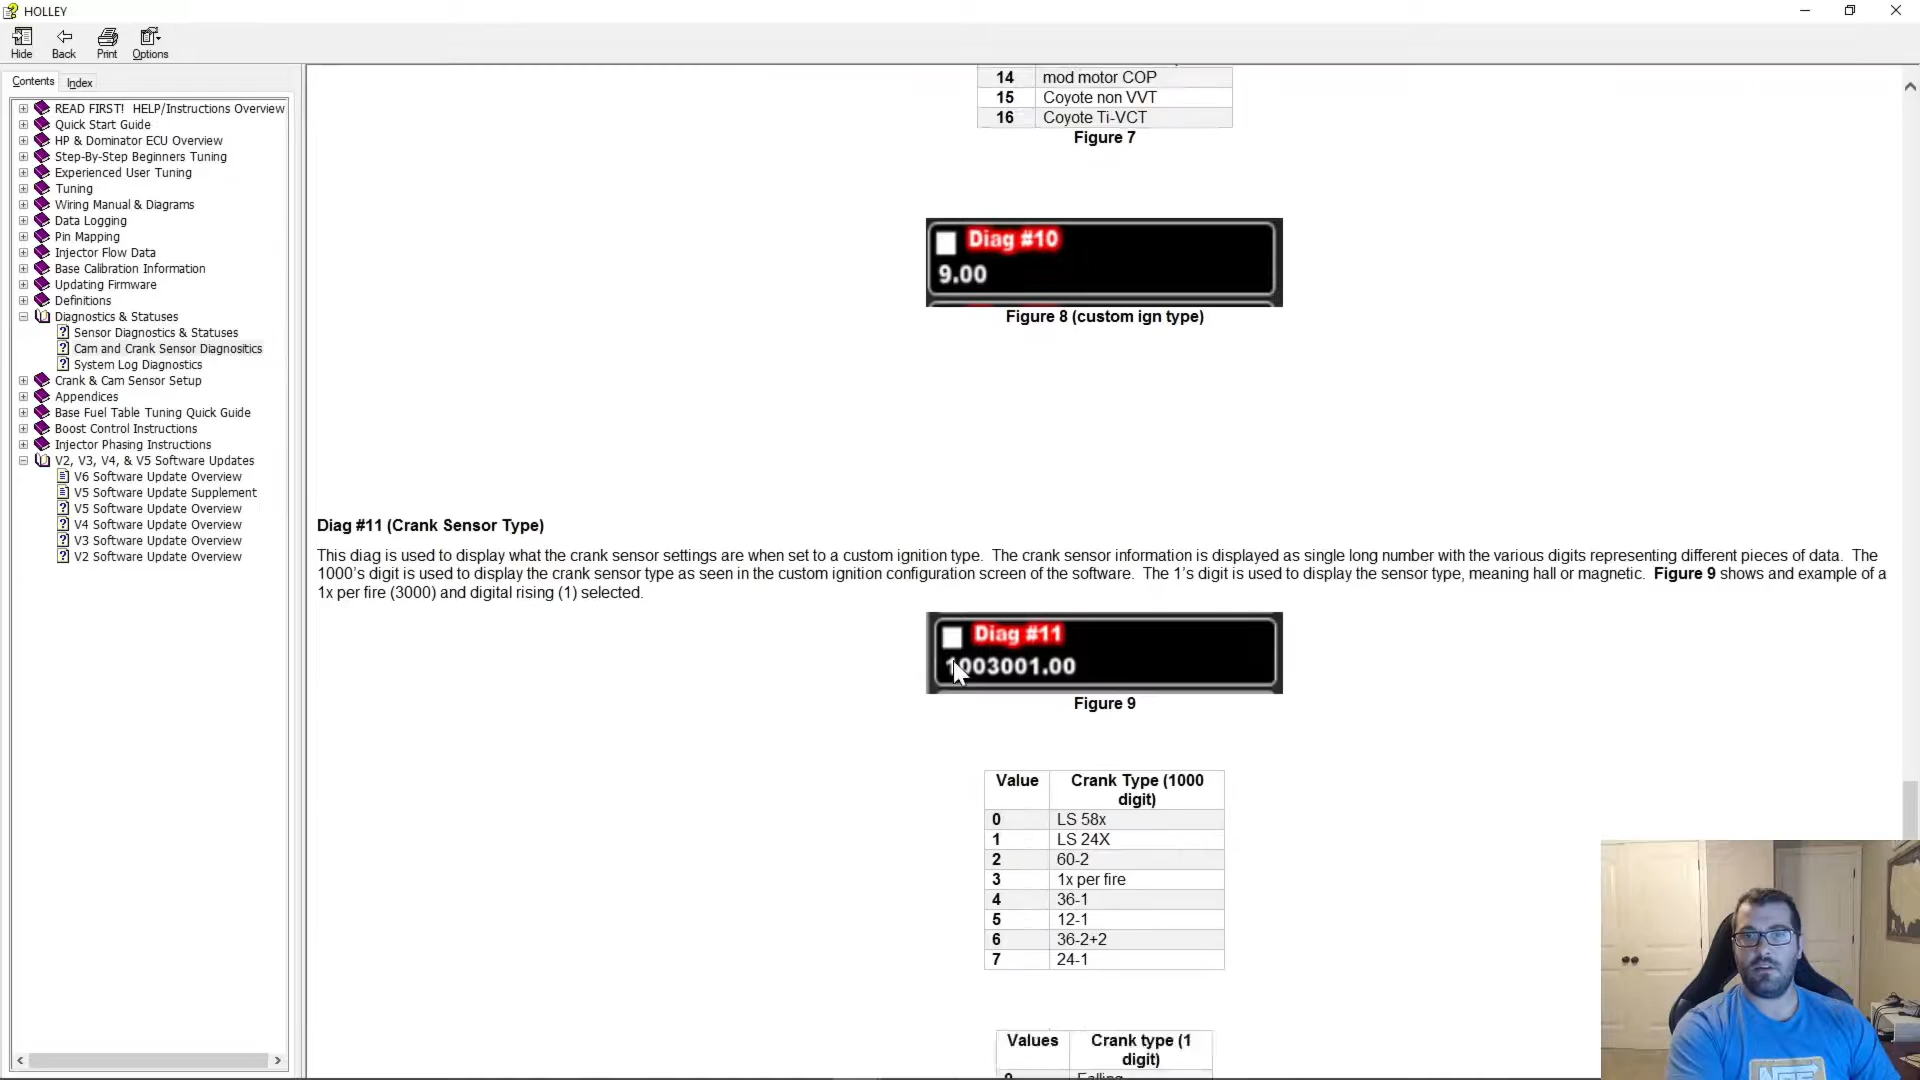 HOLLEY
Hide
Back
Print
Options
Contents
Index
READ FIRST!  HELP/Instructions Overview
Quick Start Guide
HP & Dominator ECU Overview
Step-By-Step Beginners Tuning
Experienced User Tuning
Tuning
Wiring Manual & Diagrams
Data Logging
Pin Mapping
Injector Flow Data
Base Calibration Information
Updating Firmware
Definitions
Diagnostics & Statuses
Sensor Diagnostics & Statuses
Cam and Crank Sensor Diagnositics
System Log Diagnostics
Crank & Cam Sensor Setup
Appendices
Base Fuel Table Tuning Quick Guide
Boost Control Instructions
Injector Phasing Instructions
V2, V3, V4, & V5 Software Updates
V6 Software Update Overview
V5 Software Update Supplement
V5 Software Update Overview
V4 Software Update Overview
V3 Software Update Overview
V2 Software Update Overview
14 mod motor COP
15 Coyote non VVT
16 Coyote Ti-VCT
Figure 7
Diag #10
9.00
Figure 8 (custom ign type)
Diag #11 (Crank Sensor Type)
This diag is used to display what the crank sensor settings are when set to a custom ignition type.  The crank sensor information is displayed as single long number with the various digits representing different pieces of data.  The
1000's digit is used to display the crank sensor type as seen in the custom ignition configuration screen of the software.  The 1's digit is used to display the sensor type, meaning hall or magnetic.  Figure 9 shows and example of a
1x per fire (3000) and digital rising (1) selected.
Diag #11
1003001.00
Figure 9
Value Crank Type (1000
digit)
0 LS 58x
1 LS 24X
2 60-2
3 1x per fire
4 36-1
5 12-1
6 36-2+2
7 24-1
Values Crank type (1
digit)
0 Falling